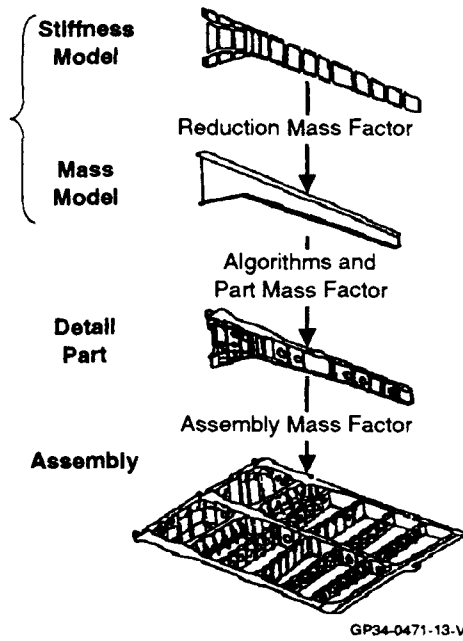 Stiffness
Model
Reduction Mass Factor
Mass
Model
Algorithms and
Part Mass Factor
Detail
Part
Assembly Mass Factor
Assembly
GP34-0471-13-V